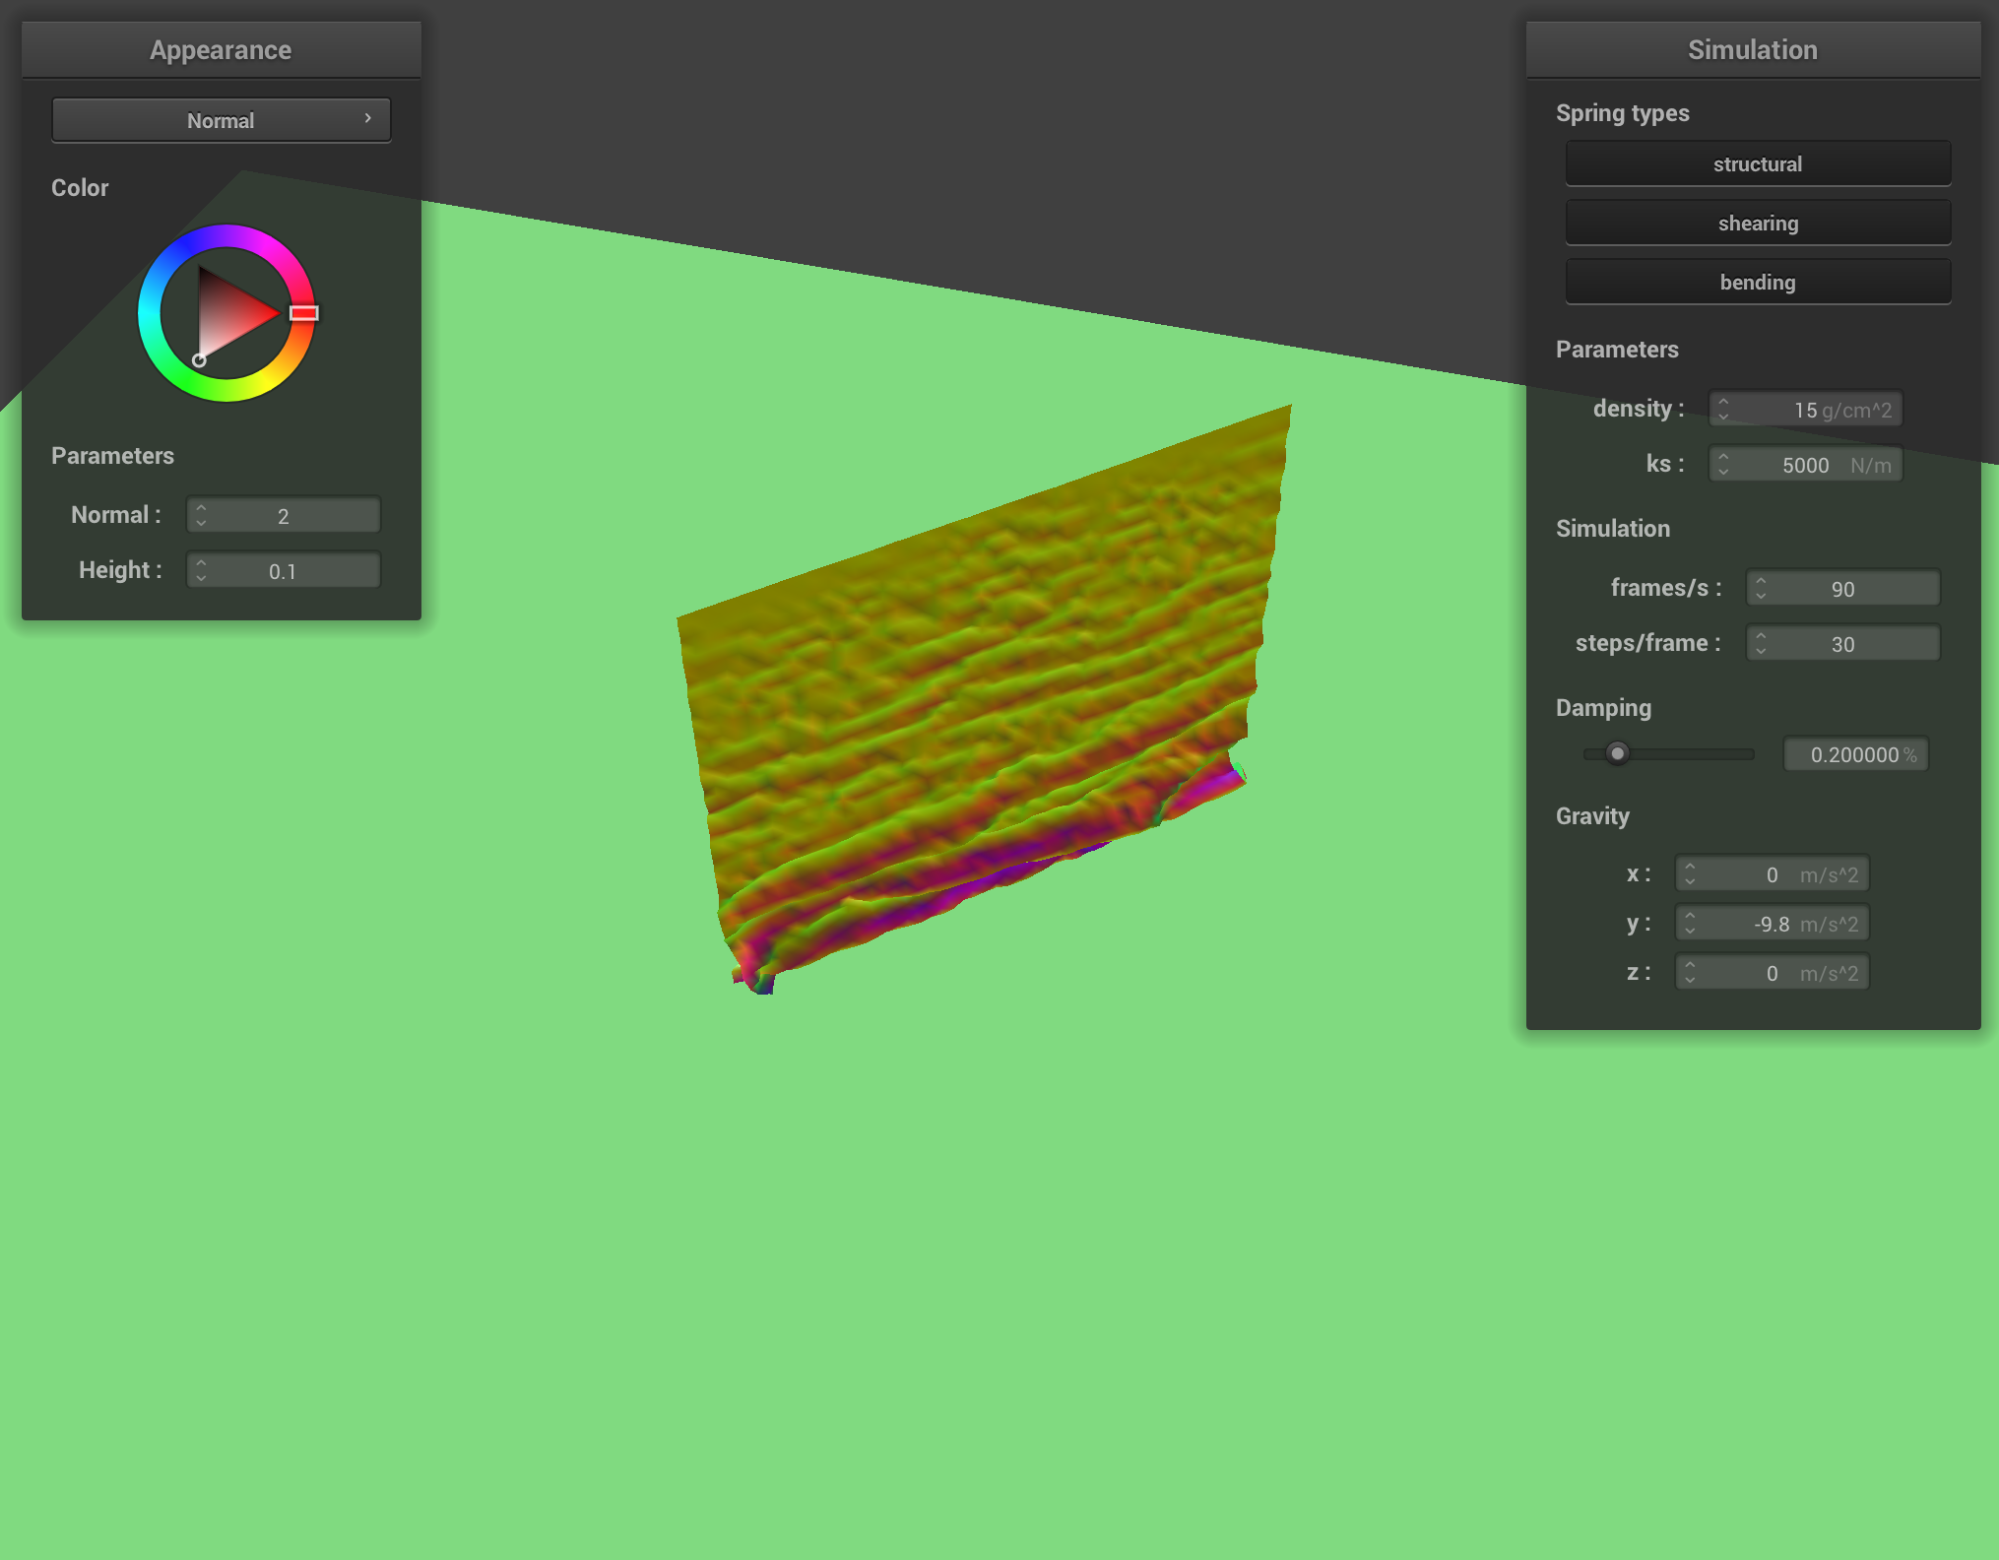 Appearance
Normal
Color
Parameters
Normal : 2
Height : 0.1
Simulation
Spring types
structural
shearing
bending
Parameters
density : 15 g/cm^2
ks : 5000 N/m
Simulation
frames/s : 90
steps/frame : 30
Damping
0.200000 %
Gravity
x : 0 m/s^2
y : -9.8 m/s^2
z : 0 m/s^2